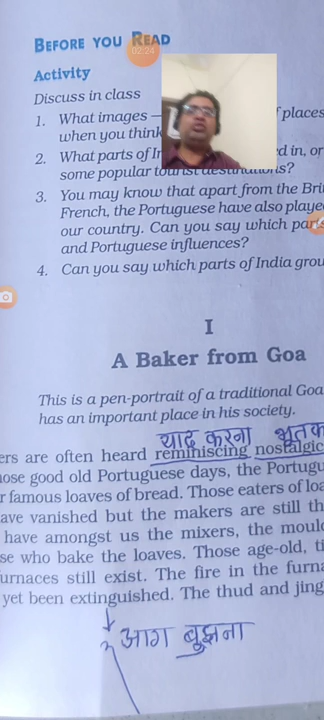 BEFORE YOU READ
02:24
Activity
Discuss in class
1. What images — f places
when you think
2. What parts of In d in, or
some popular tourist destinations?
3. You may know that apart from the Bri
French, the Portuguese have also playe
our country. Can you say which parts
and Portuguese influences?
4. Can you say which parts of India grou
I
A Baker from Goa
This is a pen-portrait of a traditional Goa
has an important place in his society.
याद करना भूतक
ers are often heard reminiscing nostalgic
hose good old Portuguese days, the Portugu
r famous loaves of bread. Those eaters of loa
ave vanished but the makers are still th
have amongst us the mixers, the mould
se who bake the loaves. Those age-old, ti
urnaces still exist. The fire in the furna
yet been extinguished. The thud and jing
आग बुझना